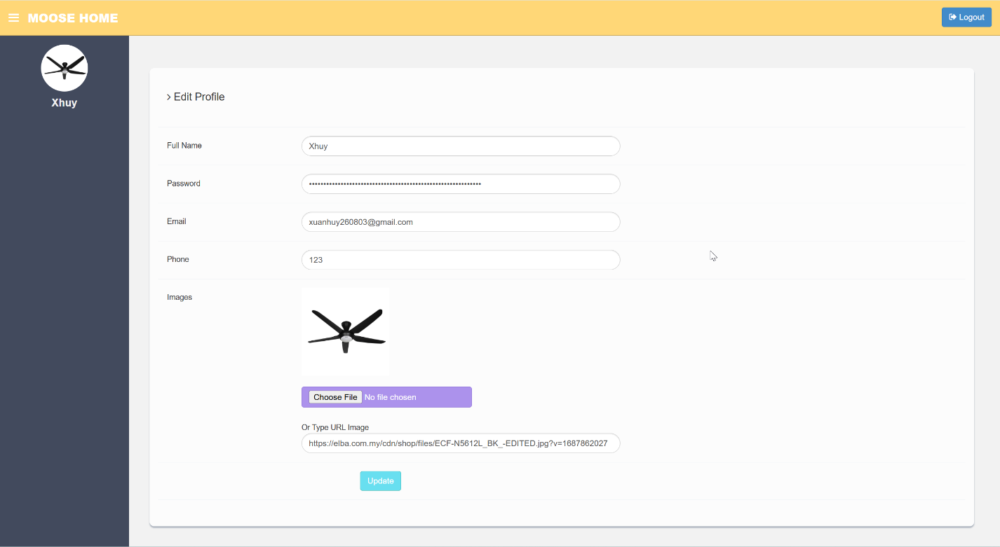 MOOSE HOME
Logout
Xhuy
Edit Profile
Full Name
Xhuy
Password
••••••••••••••••••••••••••••••••••••••••••••••••••••••••••••
Email
xuanhuy260803@gmail.com
Phone
123
Images
Choose File No file chosen
Or Type URL Image
https://elba.com.my/cdn/shop/files/ECF-N5612L_BK_-EDITED.jpg?v=1687862027
Update